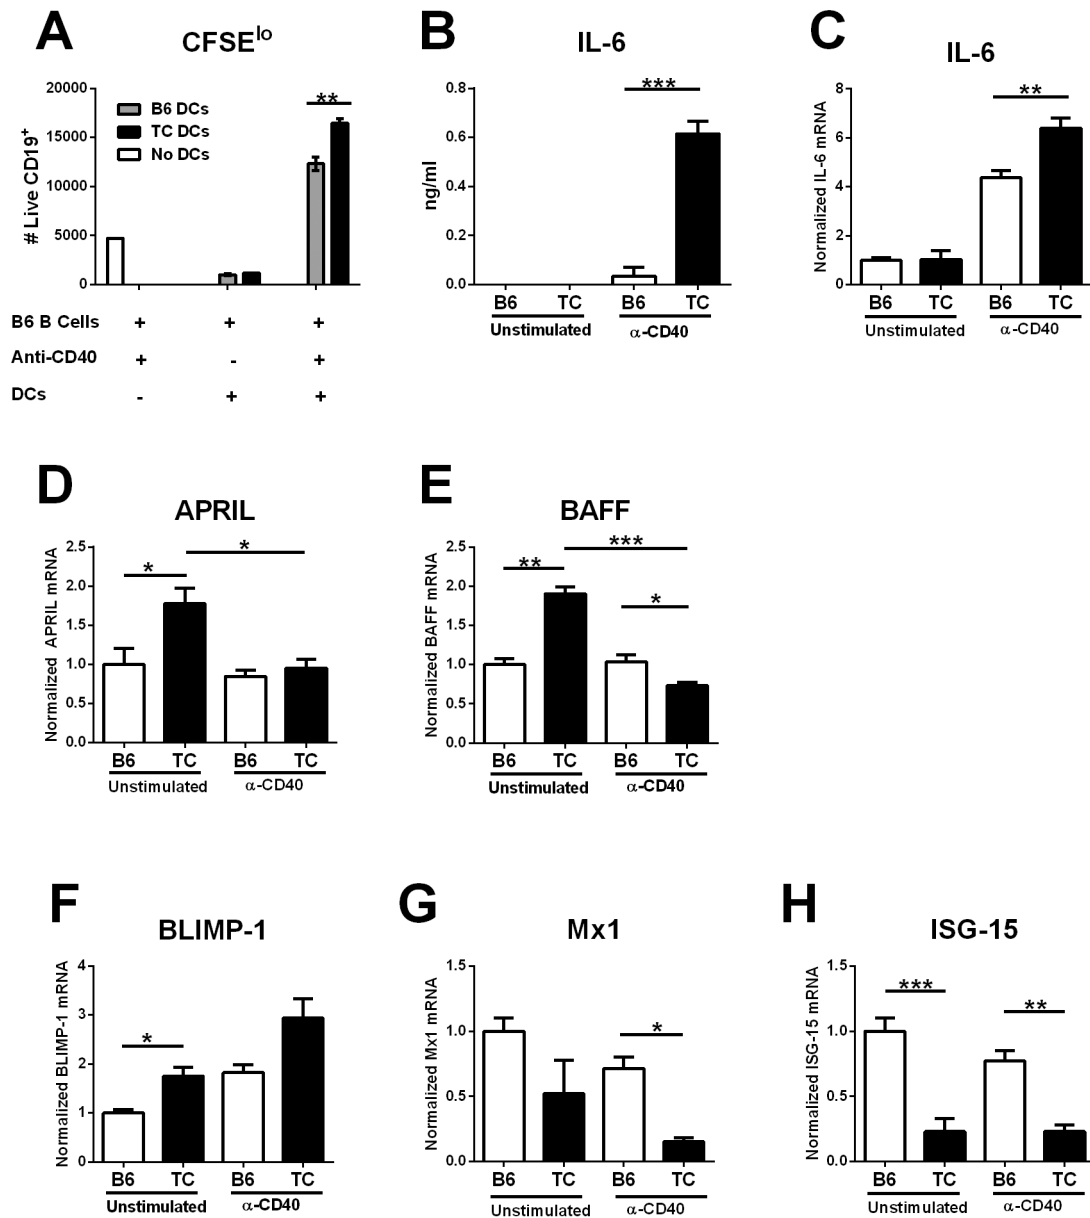 A
CFSElo
20000
15000
10000
5000
0
# Live CD19+
B6 DCs
TC DCs
No DCs
**
B6 B Cells + + +
Anti-CD40 + - +
DCs - + +
B
IL-6
0.8
0.6
0.4
0.2
0.0
ng/ml
***
B6 TC B6 TC
Unstimulated α-CD40
C
IL-6
8
6
4
2
0
Normalized IL-6 mRNA
**
B6 TC B6 TC
Unstimulated α-CD40
D
APRIL
2.5
2.0
1.5
1.0
0.5
0.0
Normalized APRIL mRNA
*
*
B6 TC B6 TC
Unstimulated α-CD40
E
BAFF
2.5
2.0
1.5
1.0
0.5
0.0
Normalized BAFF mRNA
***
**
*
B6 TC B6 TC
Unstimulated α-CD40
F
BLIMP-1
4
3
2
1
0
Normalized BLIMP-1 mRNA
*
B6 TC B6 TC
Unstimulated α-CD40
G
Mx1
1.5
1.0
0.5
0.0
Normalized Mx1 mRNA
*
B6 TC B6 TC
Unstimulated α-CD40
H
ISG-15
1.5
1.0
0.5
0.0
Normalized ISG-15 mRNA
***
**
B6 TC B6 TC
Unstimulated α-CD40